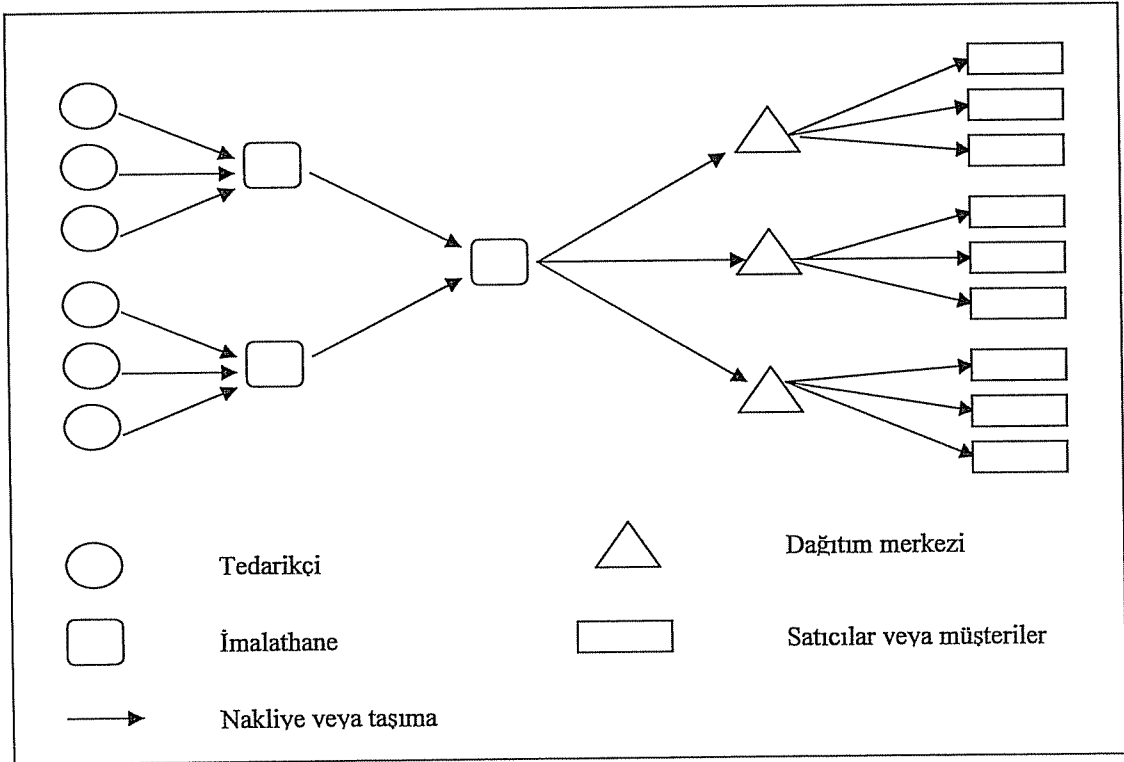 Tedarikçi
Dağıtım merkezi
İmalathane
Satıcılar veya müşteriler
Nakliye veya taşıma